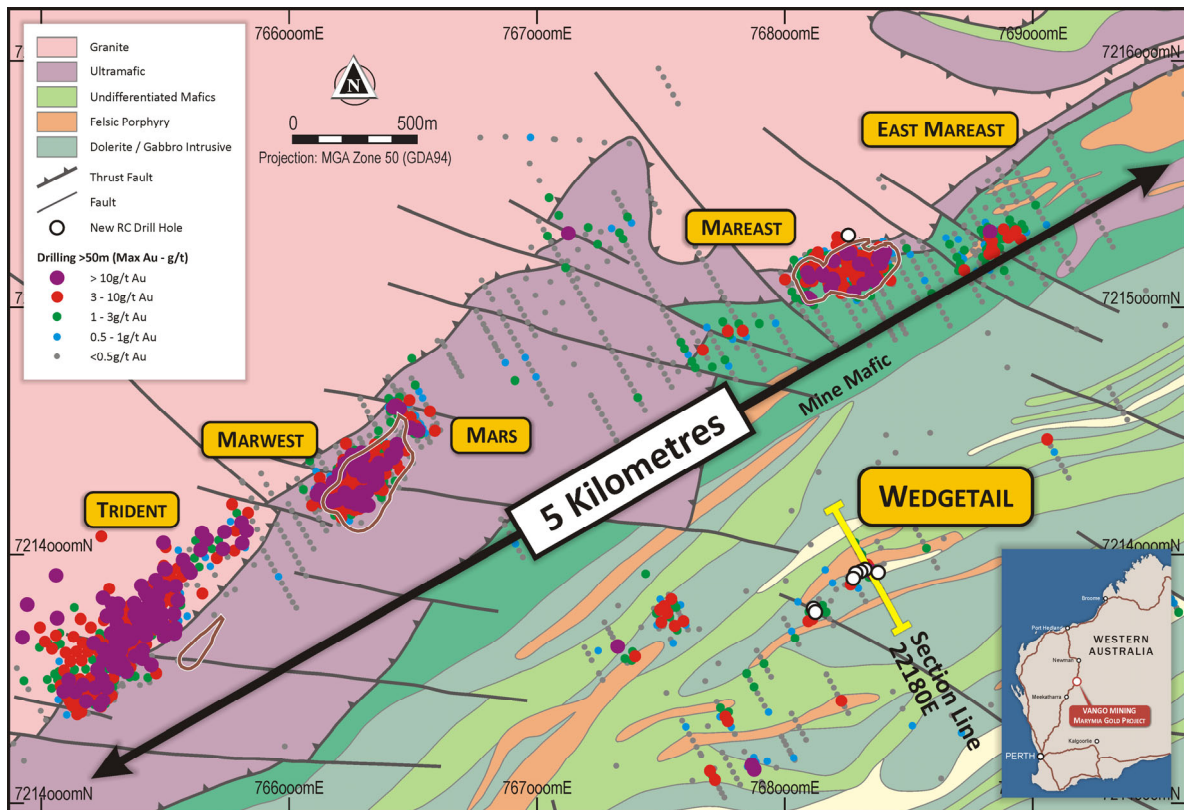 766000mE
767000mE
768000mE
769000mE
72
7216000mN
Granite
Ultramafic
Undifferentiated Mafics
Felsic Porphyry
Dolerite / Gabbro Intrusive
Thrust Fault
Fault
New RC Drill Hole
Drilling >50m (Max Au - g/t)
> 10g/t Au
3 - 10g/t Au
1 - 3g/t Au
0.5 - 1g/t Au
<0.5g/t Au
N
0
500m
Projection: MGA Zone 50 (GDA94)
EAST MAREAST
MAREAST
72
7215000mN
Mine Mafic
5 Kilometres
MARWEST
MARS
TRIDENT
WEDGETAIL
7214000mN
7214000mN
Section Line
22180E
Broome
Port Hedland
WESTERN
AUSTRALIA
Newman
Meekatharra
VANGO MINING
MARYMIA GOLD PROJECT
Kalgoorlie
PERTH
7214000mN
766000mE
767000mE
768000mE